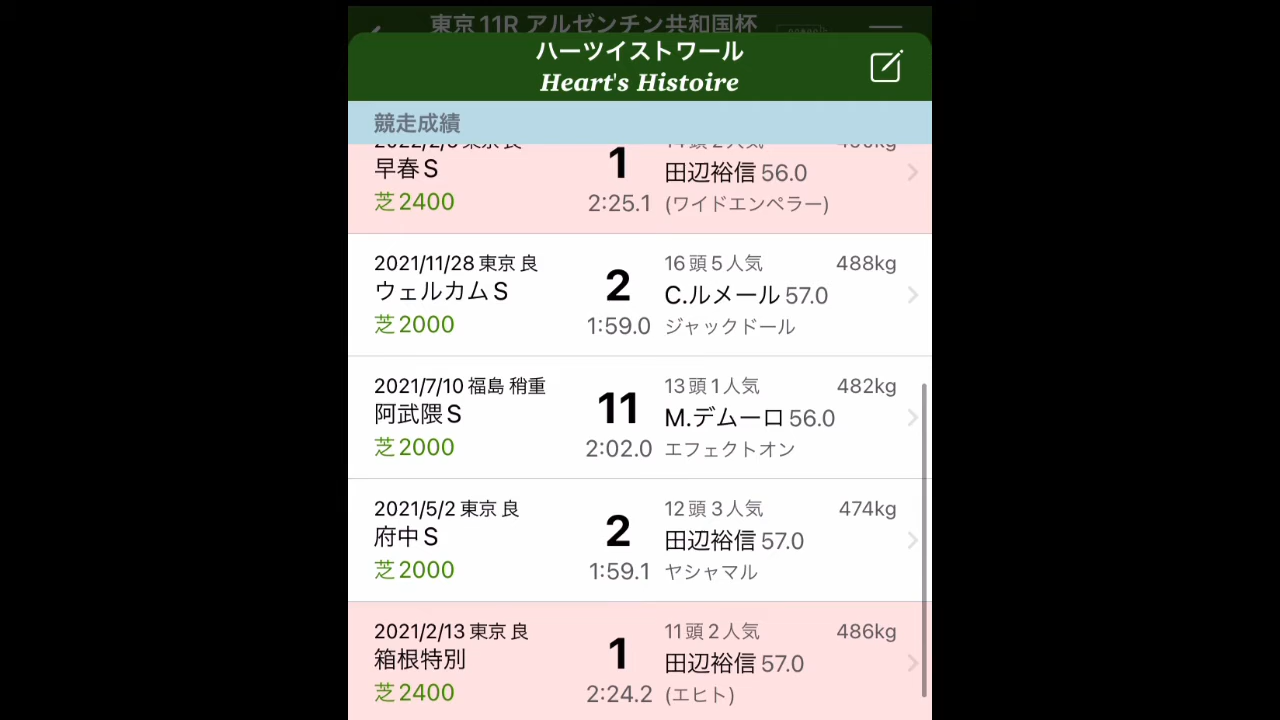 東京11R アルゼンチン共和国杯
ハーツイストワール
Heart's Histoire
競走成績
早春S
1
田辺裕信 56.0
芝2400
2:25.1
(ワイドエンペラー)
2021/11/28 東京 良
16頭 5人気
488kg
ウェルカムS
2
C.ルメール 57.0
芝2000
1:59.0
ジャックドール
2021/7/10 福島 稍重
13頭 1人気
482kg
阿武隈S
11
M.デムーロ 56.0
芝2000
2:02.0
エフェクトオン
2021/5/2 東京 良
12頭 3人気
474kg
府中S
2
田辺裕信 57.0
芝2000
1:59.1
ヤシャマル
2021/2/13 東京 良
11頭 2人気
486kg
箱根特別
1
田辺裕信 57.0
芝2400
2:24.2
(エヒト)